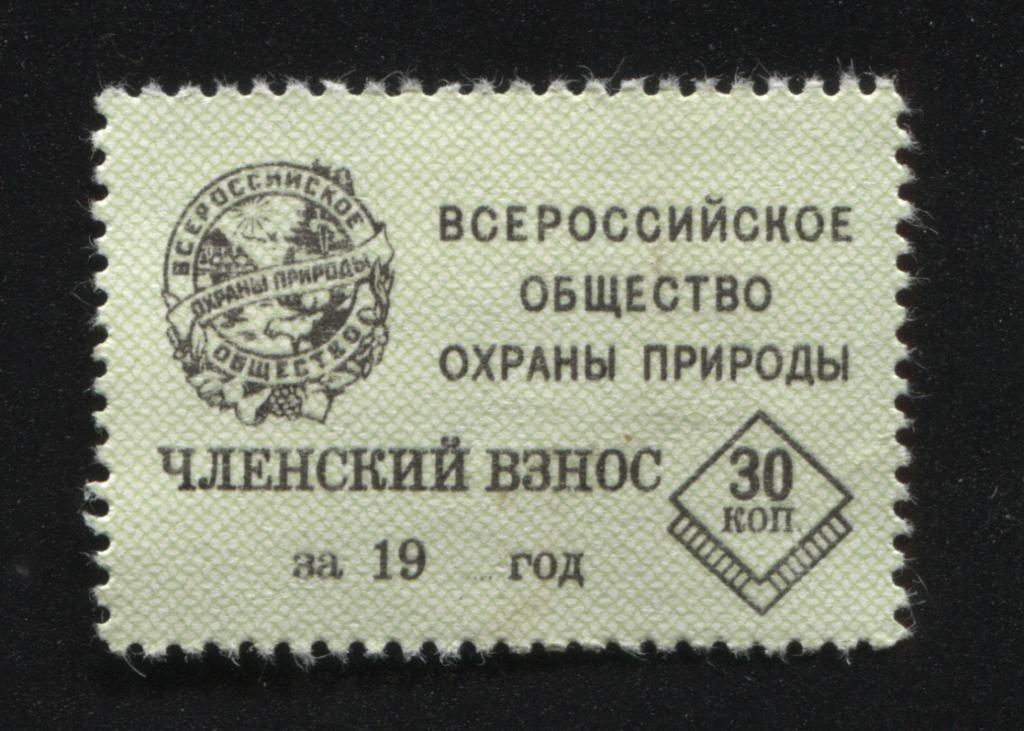 ВСЕРОССИЙСКОЕ
ОХРАНЫ ПРИРОДЫ
ОБЩЕСТВО
ВСЕРОССИЙСКОЕ
ОБЩЕСТВО
ОХРАНЫ ПРИРОДЫ
ЧЛЕНСКИЙ ВЗНОС
30
КОП.
за 19 .... год